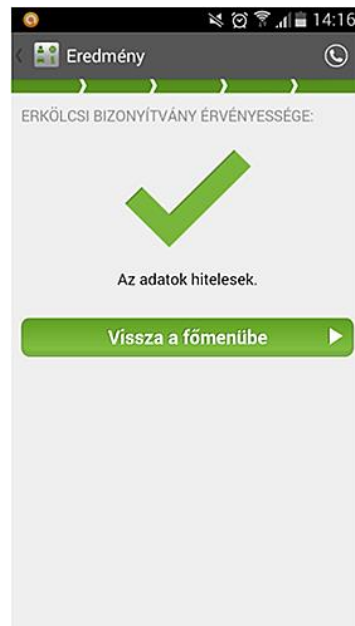 14:16
Eredmény
ERKÖLCSI BIZONYÍTVÁNY ÉRVÉNYESSÉGE:
Az adatok hitelesek.
Vissza a főmenübe